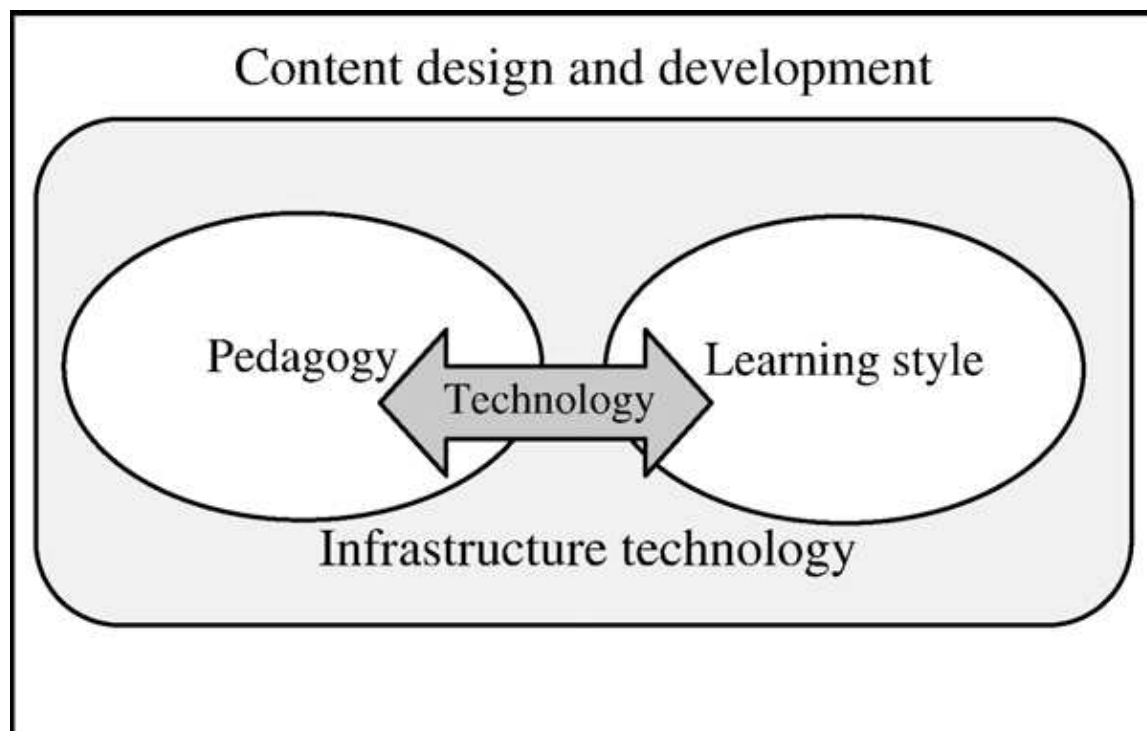 Content design and development
Pedagogy
Technology
Learning style
Infrastructure technology